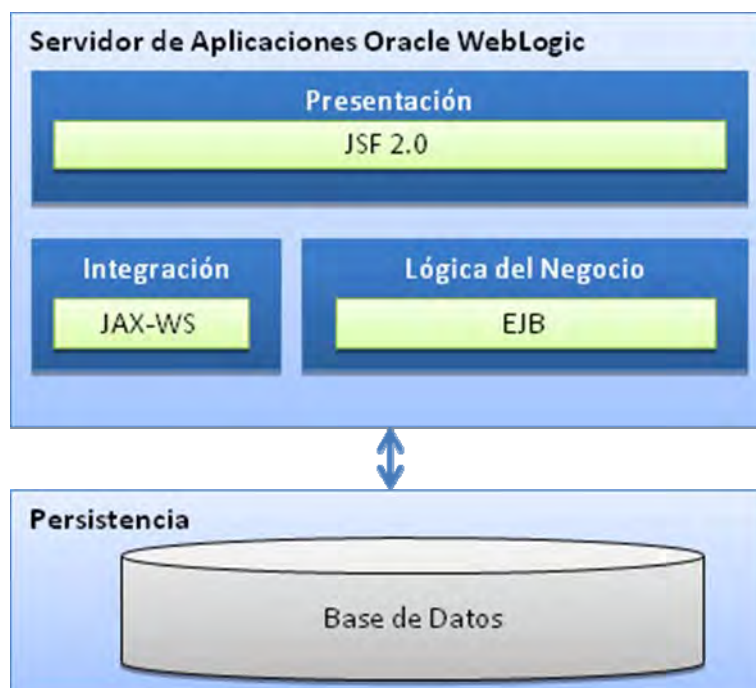 Servidor de Aplicaciones Oracle WebLogic
Presentación
JSF 2.0
Integración
JAX-WS
Lógica del Negocio
EJB
Persistencia
Base de Datos